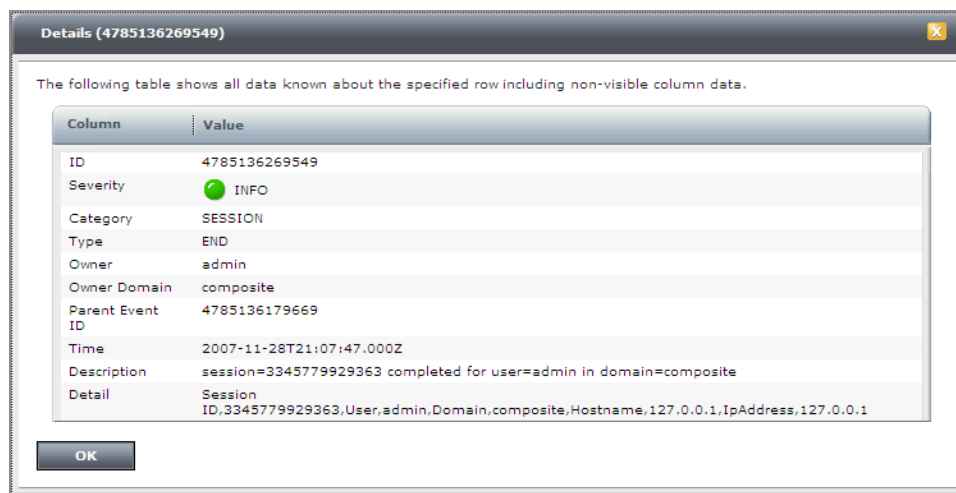 Details (4785136269549)
The following table shows all data known about the specified row including non-visible column data.
Column Value
ID 4785136269549
Severity INFO
Category SESSION
Type END
Owner admin
Owner Domain composite
Parent Event 4785136179669
ID
Time 2007-11-28T21:07:47.000Z
Description session=3345779929363 completed for user=admin in domain=composite
Detail Session
ID,3345779929363,User,admin,Domain,composite,Hostname,127.0.0.1,IpAddress,127.0.0.1
OK